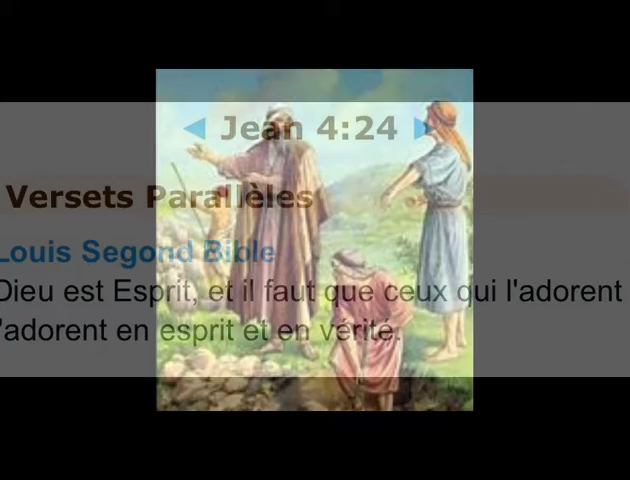 ◄ Jean 4:24 ►
Versets Parallèles
Louis Segond Bible
Dieu est Esprit, et il faut que ceux qui l'adorent
l'adorent en esprit et en vérité.